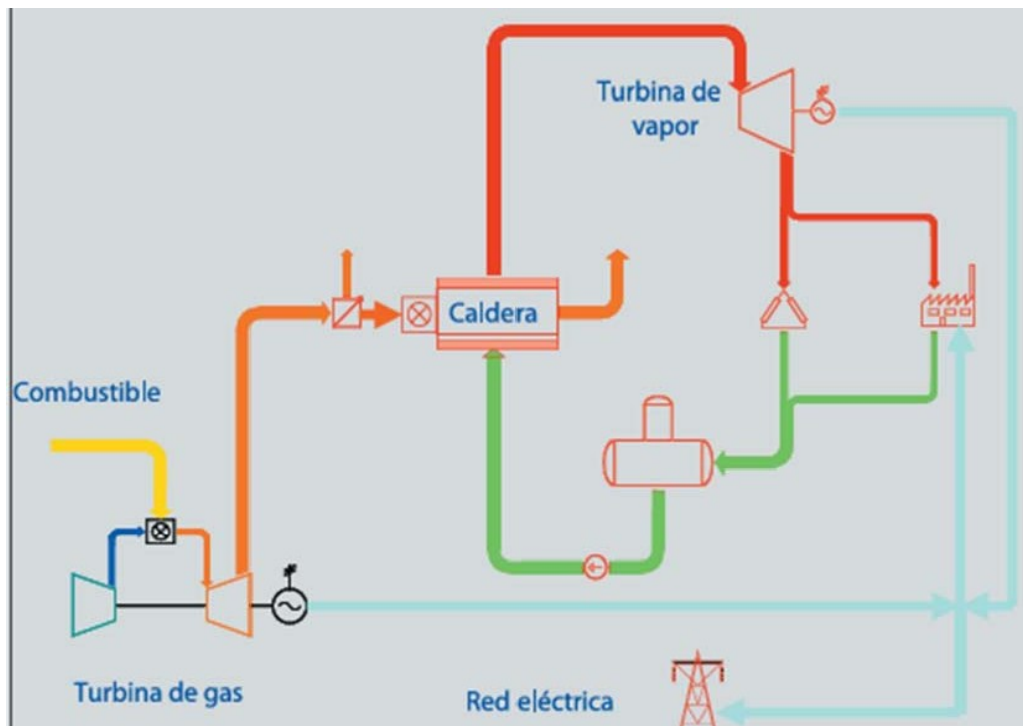 Turbina de
vapor
Caldera
Combustible
Turbina de gas
Red eléctrica